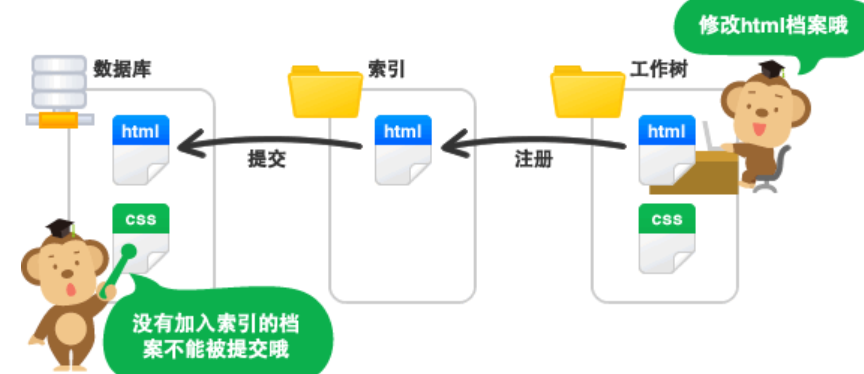 修改html档案哦
数据库
索引
工作树
html
html
html
提交
注册
css
css
没有加入索引的档
案不能被提交哦